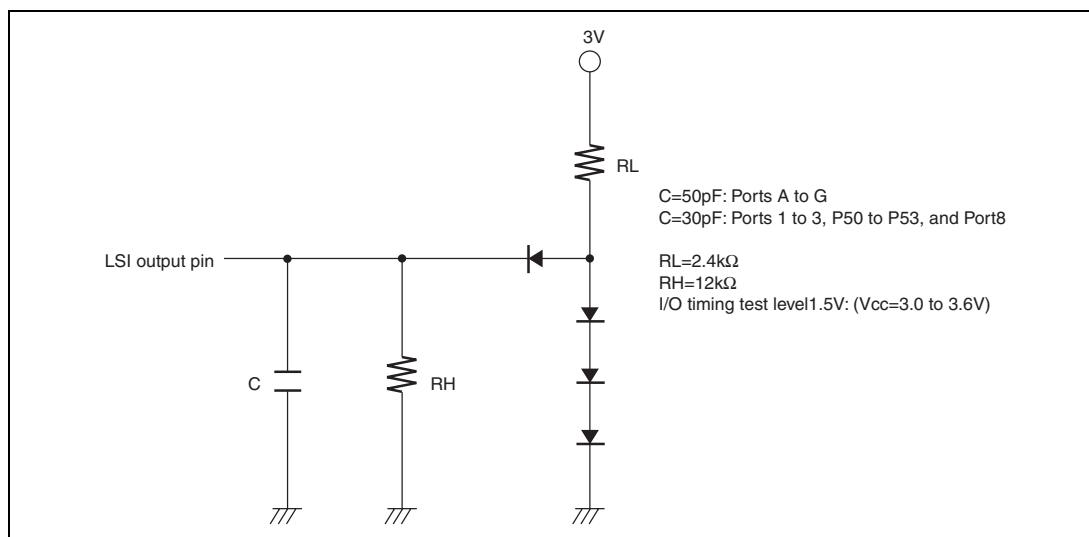 3V
RL
C=50pF: Ports A to G
C=30pF: Ports 1 to 3, P50 to P53, and Port8
LSI output pin
RL=2.4kΩ
RH=12kΩ
I/O timing test level1.5V: (Vcc=3.0 to 3.6V)
C
RH